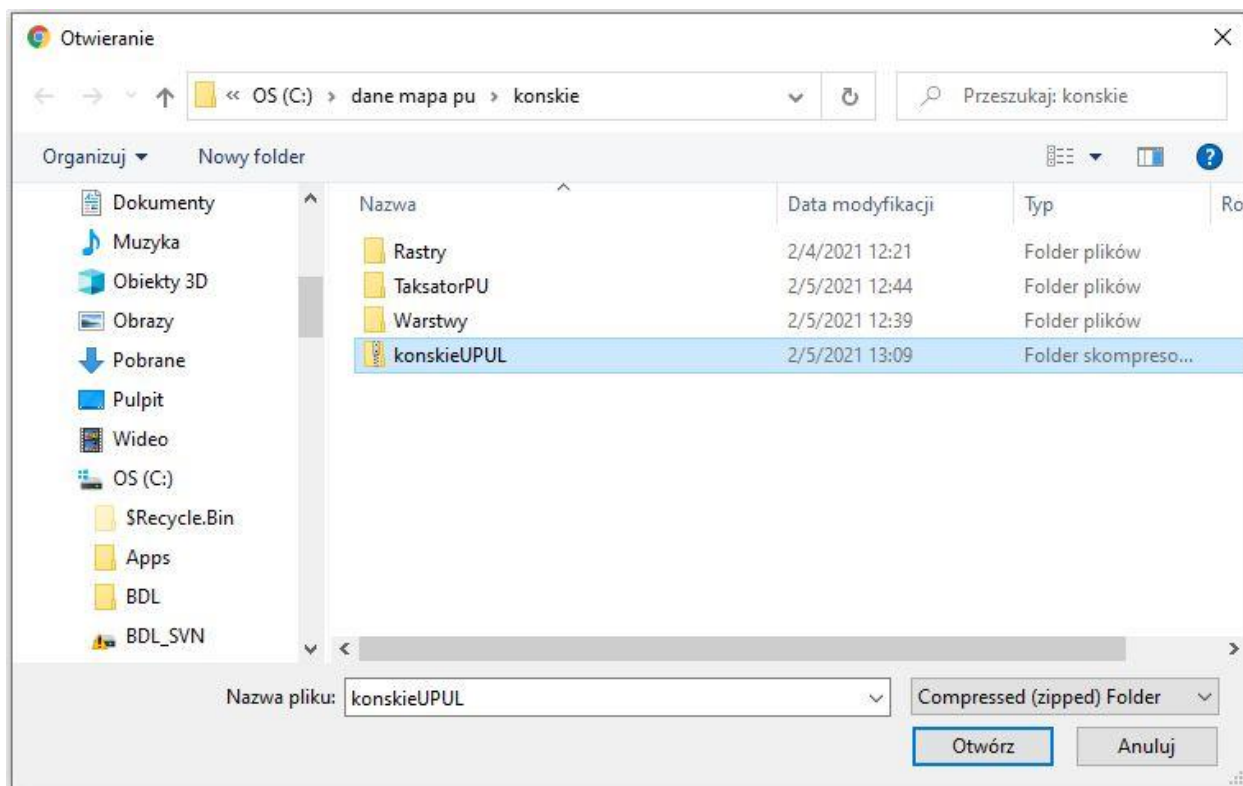 Otwieranie
« OS (C:) › dane mapa pu › konskie
Przeszukaj: konskie
Organizuj
Nowy folder
Dokumenty
Muzyka
Obiekty 3D
Obrazy
Pobrane
Pulpit
Wideo
OS (C:)
$Recycle.Bin
Apps
BDL
BDL_SVN
Nazwa Data modyfikacji Typ Ro
Rastry 2/4/2021 12:21 Folder plików
TaksatorPU 2/5/2021 12:44 Folder plików
Warstwy 2/5/2021 12:39 Folder plików
konskieUPUL 2/5/2021 13:09 Folder skompreso...
Nazwa pliku: konskieUPUL Compressed (zipped) Folder
Otwórz Anuluj